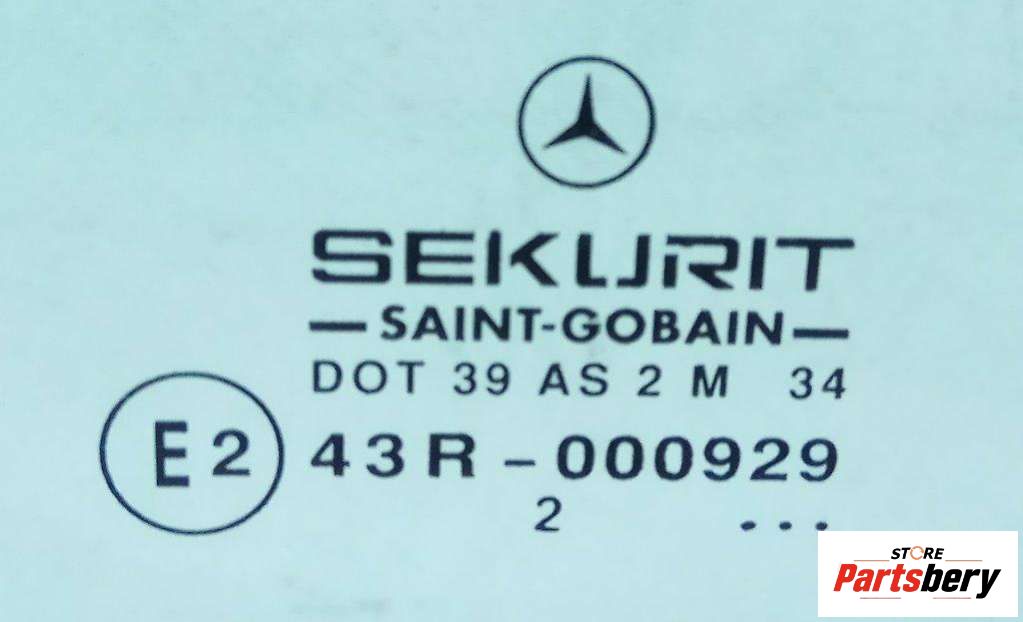 SEKURIT
—SAINT-GOBAIN—
DOT 39 AS 2 M 34
E2 43R-000929
2 ...
STORE
Partsbery